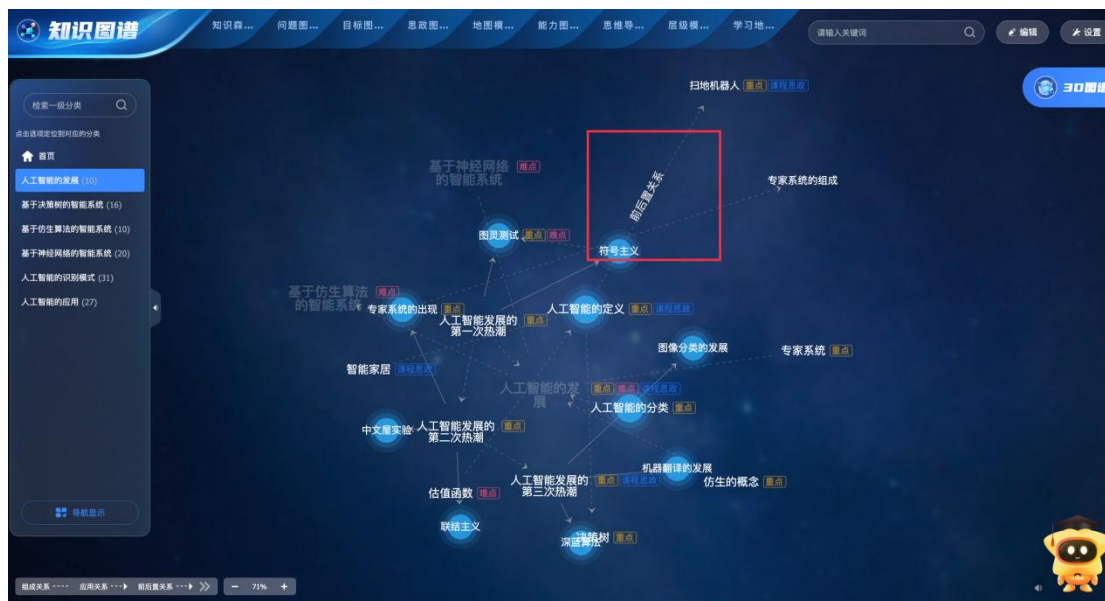 知识图谱
知识森...
问题图...
目标图...
思政图...
地图模...
能力图...
思维导...
层级模...
学习地...
请输入关键词
编辑
设置
3D图谱
检索一级分类
点击选项定位到对应的分类
首页
人工智能的发展 (10)
基于决策树的智能系统 (16)
基于仿生算法的智能系统 (10)
基于神经网络的智能系统 (20)
人工智能的识别模式 (31)
人工智能的应用 (27)
导航显示
扫地机器人 重点 课程思政
基于神经网络 难点
的智能系统
专家系统的组成
前后置关系
图灵测试 重点 难点
符号主义
基于仿生算法 难点
的智能系统
专家系统的出现 重点
人工智能发展的 重点
第一次热潮
人工智能的定义 重点 课程思政
图像分类的发展
专家系统 重点
智能家居 课程思政
人工智能的发 重点 难点 课程思政
展
人工智能的分类 重点
中文屋实验
人工智能发展的 重点
第二次热潮
机器翻译的发展
人工智能发展的 重点 课程思政
第三次热潮
仿生的概念 重点
估值函数 难点
联结主义
决策树 重点
深蓝算法
组成关系 ---- 应用关系 ---> 前后置关系 --->
− 71% +